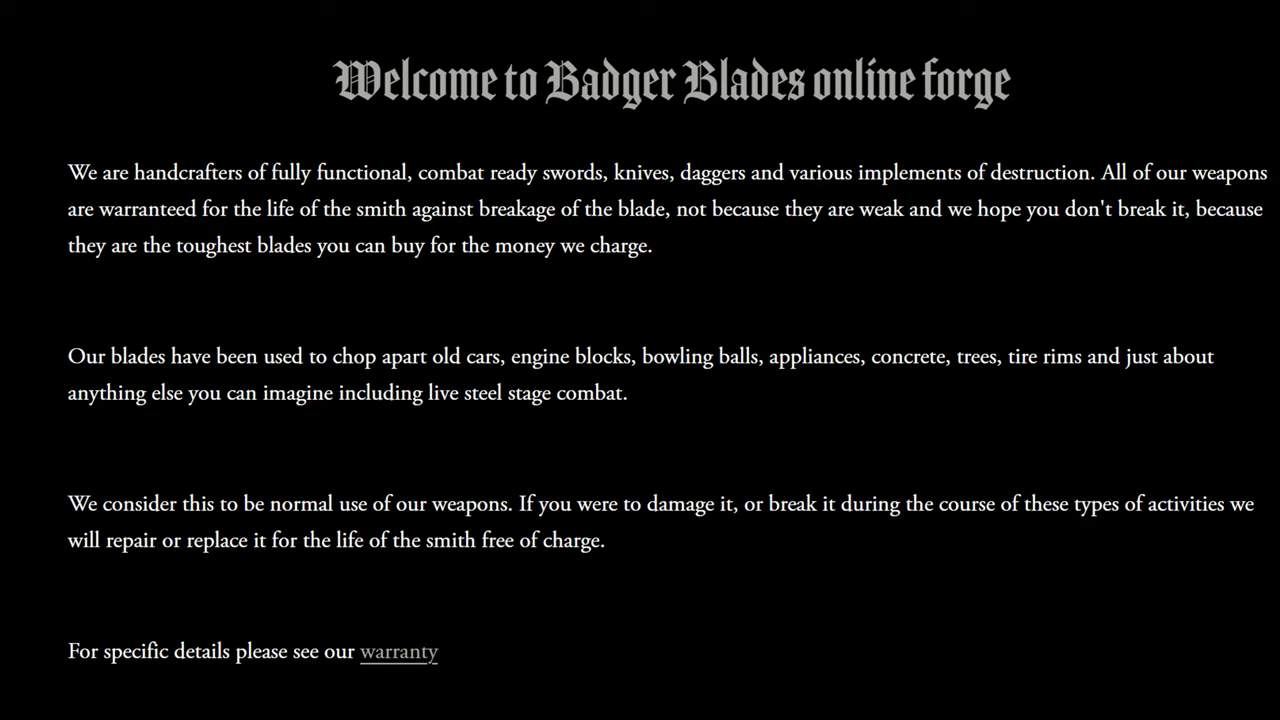 Welcome to Badger Blades online forge
We are handcrafters of fully functional, combat ready swords, knives, daggers and various implements of destruction. All of our weapons
are warranteed for the life of the smith against breakage of the blade, not because they are weak and we hope you don't break it, because
they are the toughest blades you can buy for the money we charge.
Our blades have been used to chop apart old cars, engine blocks, bowling balls, appliances, concrete, trees, tire rims and just about
anything else you can imagine including live steel stage combat.
We consider this to be normal use of our weapons. If you were to damage it, or break it during the course of these types of activities we
will repair or replace it for the life of the smith free of charge.
For specific details please see our warranty